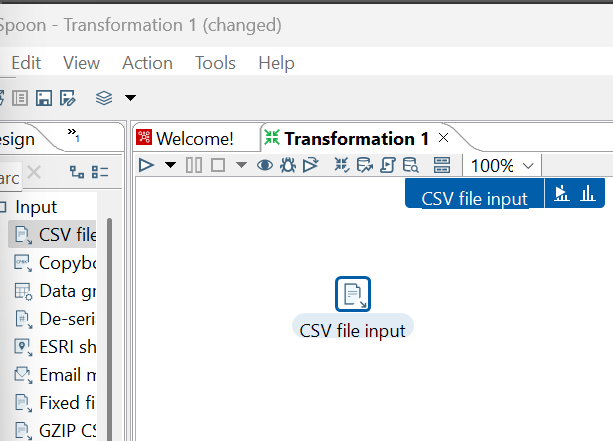 Spoon - Transformation 1 (changed)
Edit View Action Tools Help
esign
»1
Welcome!
Transformation 1
arc
100%
CSV file input
Input
CSV file
Copybo
Data gr
De-seri
ESRI sh
Email m
Fixed fi
GZIP CS
CSV file input